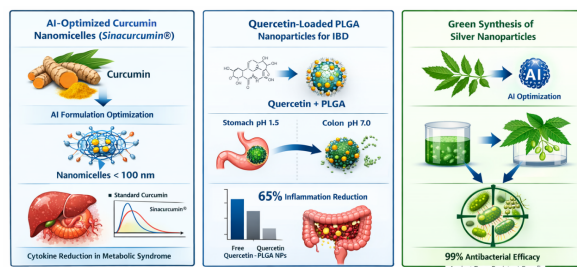 AI-Optimized Curcumin
Nanomicelles (Sinacurcumin®)
Curcumin
AI Formulation Optimization
Nanomicelles < 100 nm
Standard Curcumin
Sinacurcumin®
Cytokine Reduction in Metabolic Syndrome
Quercetin-Loaded PLGA
Nanoparticles for IBD
Quercetin + PLGA
Stomach pH 1.5
Colon pH 7.0
65% Inflammation Reduction
Free Quercetin
Quercetin - PLGA NPs
Green Synthesis of
Silver Nanoparticles
AI
AI Optimization
99% Antibacterial Efficacy